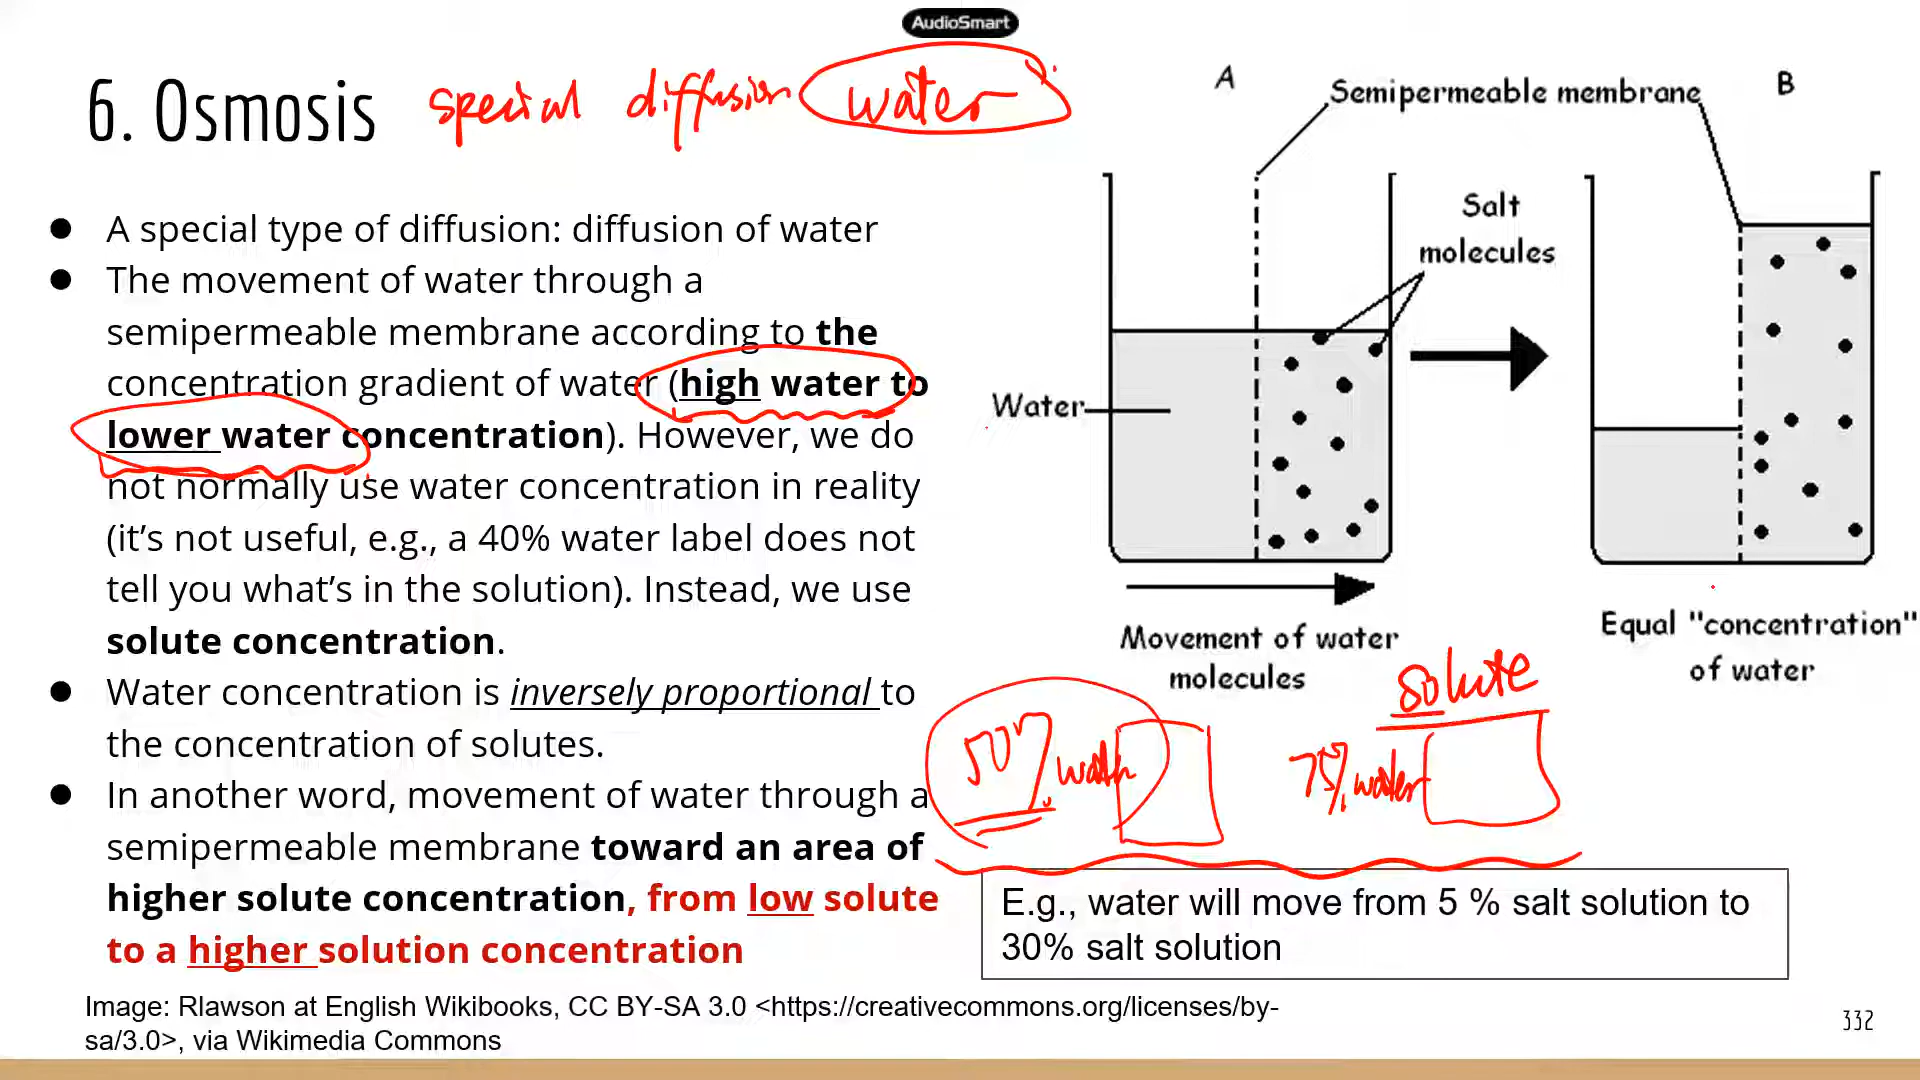 AudioSmart
6. Osmosis
special diffusion water
● A special type of diffusion: diffusion of water
● The movement of water through a
semipermeable membrane according to the
concentration gradient of water (high water to
lower water concentration). However, we do
not normally use water concentration in reality
(it’s not useful, e.g., a 40% water label does not
tell you what’s in the solution). Instead, we use
solute concentration.
● Water concentration is inversely proportional to
the concentration of solutes.
● In another word, movement of water through a
semipermeable membrane toward an area of
higher solute concentration, from low solute
to a higher solution concentration
A
Semipermeable membrane
B
Salt
molecules
Water
Movement of water
molecules
Equal "concentration"
of water
solute
50% water
75% water
E.g., water will move from 5 % salt solution to
30% salt solution
Image: Rlawson at English Wikibooks, CC BY-SA 3.0 <https://creativecommons.org/licenses/by-
sa/3.0>, via Wikimedia Commons
332